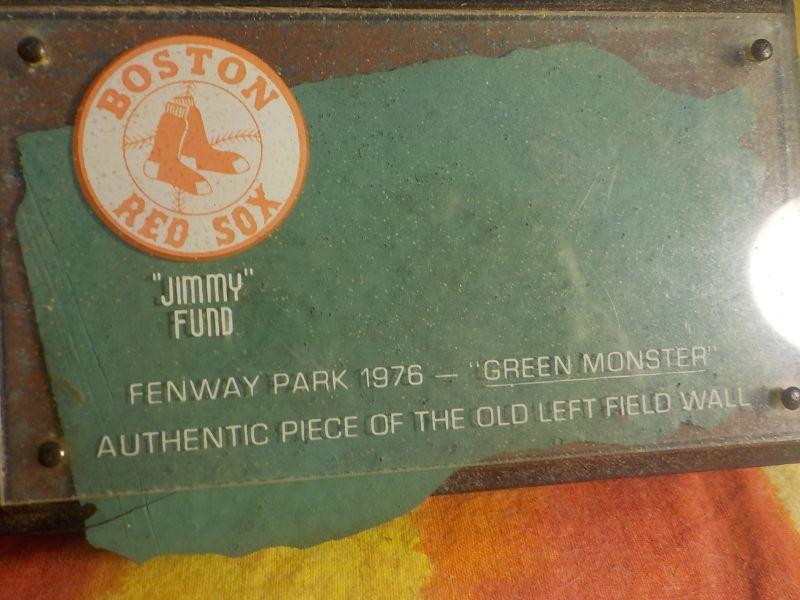 BOSTON
RED SOX
"JIMMY"
FUND
FENWAY PARK 1976 — "GREEN MONSTER"
AUTHENTIC PIECE OF THE OLD LEFT FIELD WALL